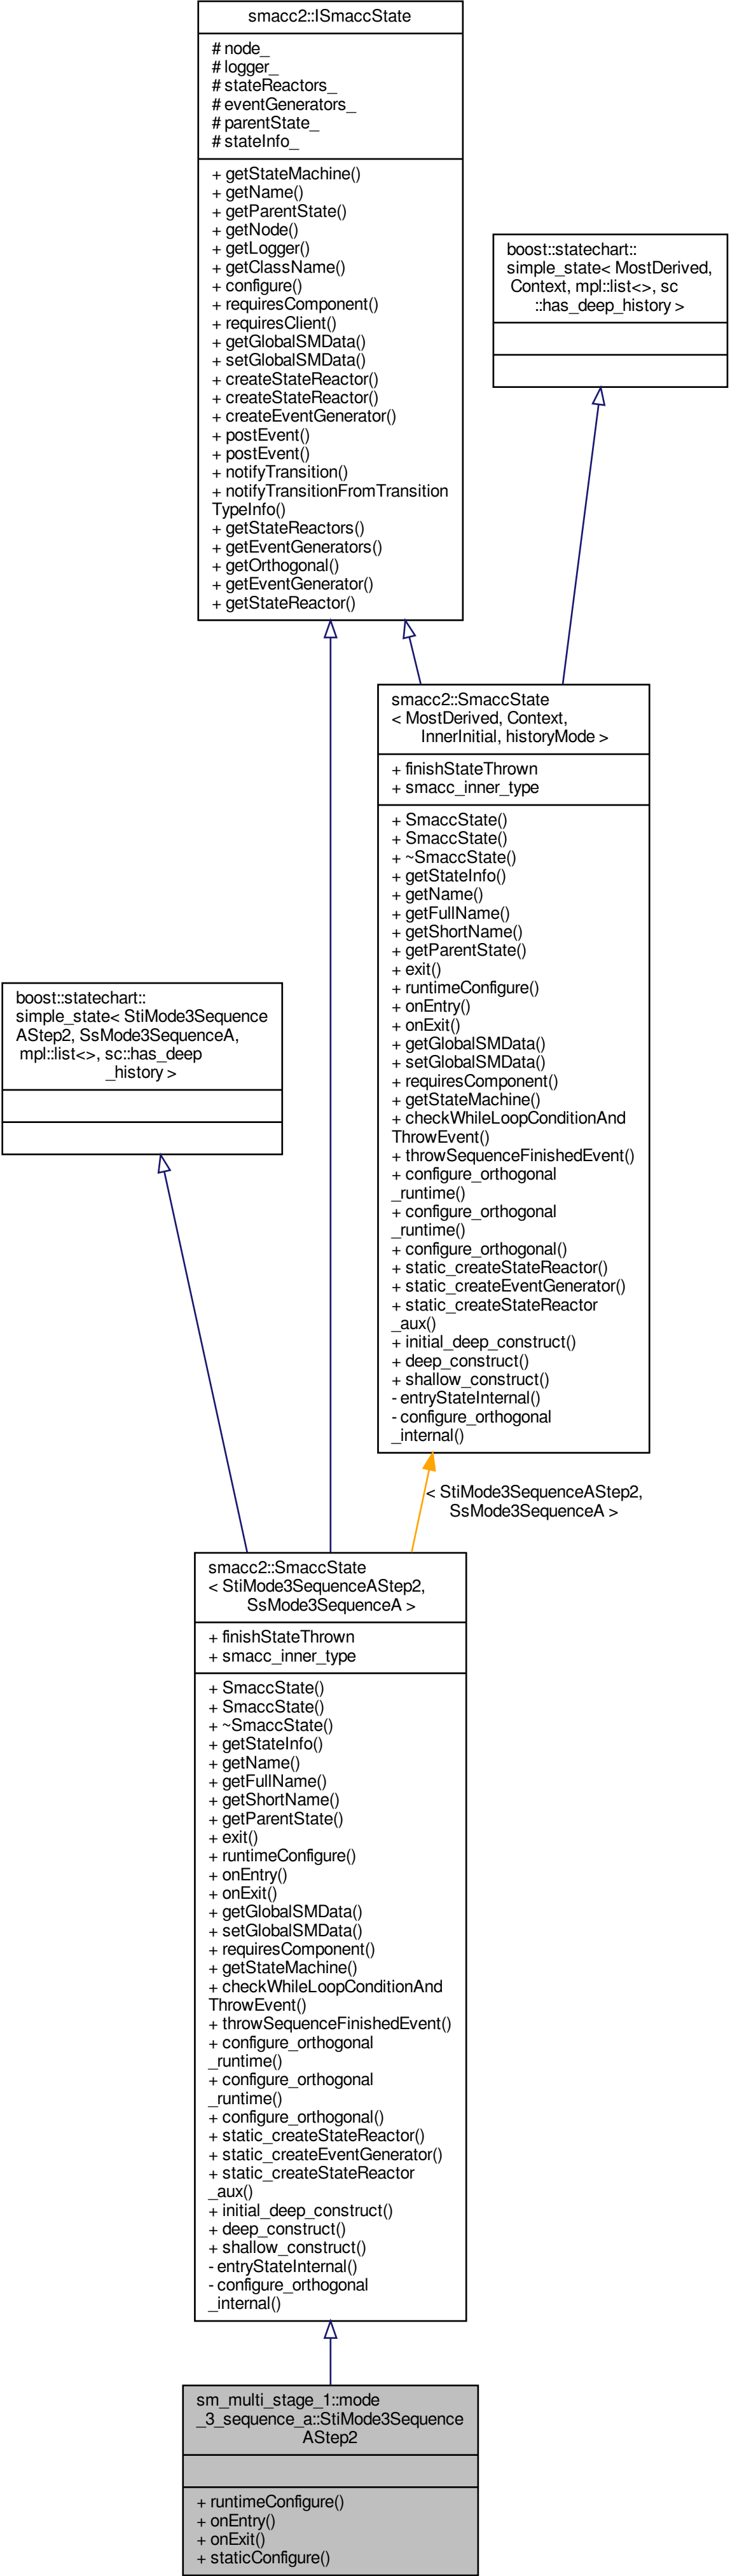 smacc2::ISmaccState
# node_
# logger_
# stateReactors_
# eventGenerators_
# parentState_
# stateInfo_
+ getStateMachine()
+ getName()
+ getParentState()
+ getNode()
+ getLogger()
+ getClassName()
+ configure()
+ requiresComponent()
+ requiresClient()
+ getGlobalSMData()
+ setGlobalSMData()
+ createStateReactor()
+ createStateReactor()
+ createEventGenerator()
+ postEvent()
+ postEvent()
+ notifyTransition()
+ notifyTransitionFromTransition
TypeInfo()
+ getStateReactors()
+ getEventGenerators()
+ getOrthogonal()
+ getEventGenerator()
+ getStateReactor()
boost::statechart::
simple_state< MostDerived,
Context, mpl::list<>, sc
::has_deep_history >
smacc2::SmaccState
< MostDerived, Context,
InnerInitial, historyMode >
+ finishStateThrown
+ smacc_inner_type
+ SmaccState()
+ SmaccState()
+ ~SmaccState()
+ getStateInfo()
+ getName()
+ getFullName()
+ getShortName()
+ getParentState()
+ exit()
+ runtimeConfigure()
+ onEntry()
+ onExit()
+ getGlobalSMData()
+ setGlobalSMData()
+ requiresComponent()
+ getStateMachine()
+ checkWhileLoopConditionAnd
ThrowEvent()
+ throwSequenceFinishedEvent()
+ configure_orthogonal
_runtime()
+ configure_orthogonal
_runtime()
+ configure_orthogonal()
+ static_createStateReactor()
+ static_createEventGenerator()
+ static_createStateReactor
_aux()
+ initial_deep_construct()
+ deep_construct()
+ shallow_construct()
- entryStateInternal()
- configure_orthogonal
_internal()
boost::statechart::
simple_state< StiMode3Sequence
AStep2, SsMode3SequenceA,
mpl::list<>, sc::has_deep
_history >
< StiMode3SequenceAStep2,
SsMode3SequenceA >
smacc2::SmaccState
< StiMode3SequenceAStep2,
SsMode3SequenceA >
+ finishStateThrown
+ smacc_inner_type
+ SmaccState()
+ SmaccState()
+ ~SmaccState()
+ getStateInfo()
+ getName()
+ getFullName()
+ getShortName()
+ getParentState()
+ exit()
+ runtimeConfigure()
+ onEntry()
+ onExit()
+ getGlobalSMData()
+ setGlobalSMData()
+ requiresComponent()
+ getStateMachine()
+ checkWhileLoopConditionAnd
ThrowEvent()
+ throwSequenceFinishedEvent()
+ configure_orthogonal
_runtime()
+ configure_orthogonal
_runtime()
+ configure_orthogonal()
+ static_createStateReactor()
+ static_createEventGenerator()
+ static_createStateReactor
_aux()
+ initial_deep_construct()
+ deep_construct()
+ shallow_construct()
- entryStateInternal()
- configure_orthogonal
_internal()
sm_multi_stage_1::mode
_3_sequence_a::StiMode3Sequence
AStep2
+ runtimeConfigure()
+ onEntry()
+ onExit()
+ staticConfigure()